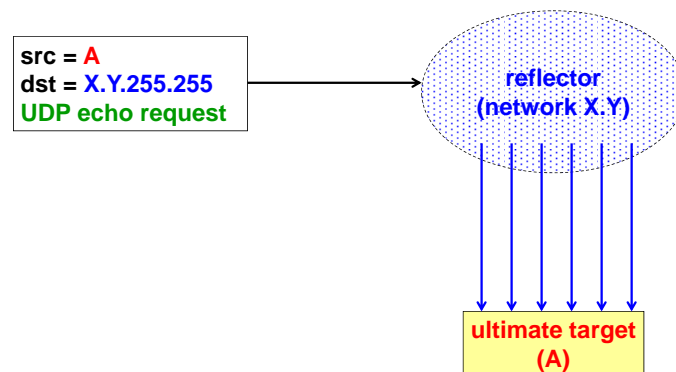 src = A
dst = X.Y.255.255
UDP echo request
reflector
(network X.Y)
ultimate target
(A)